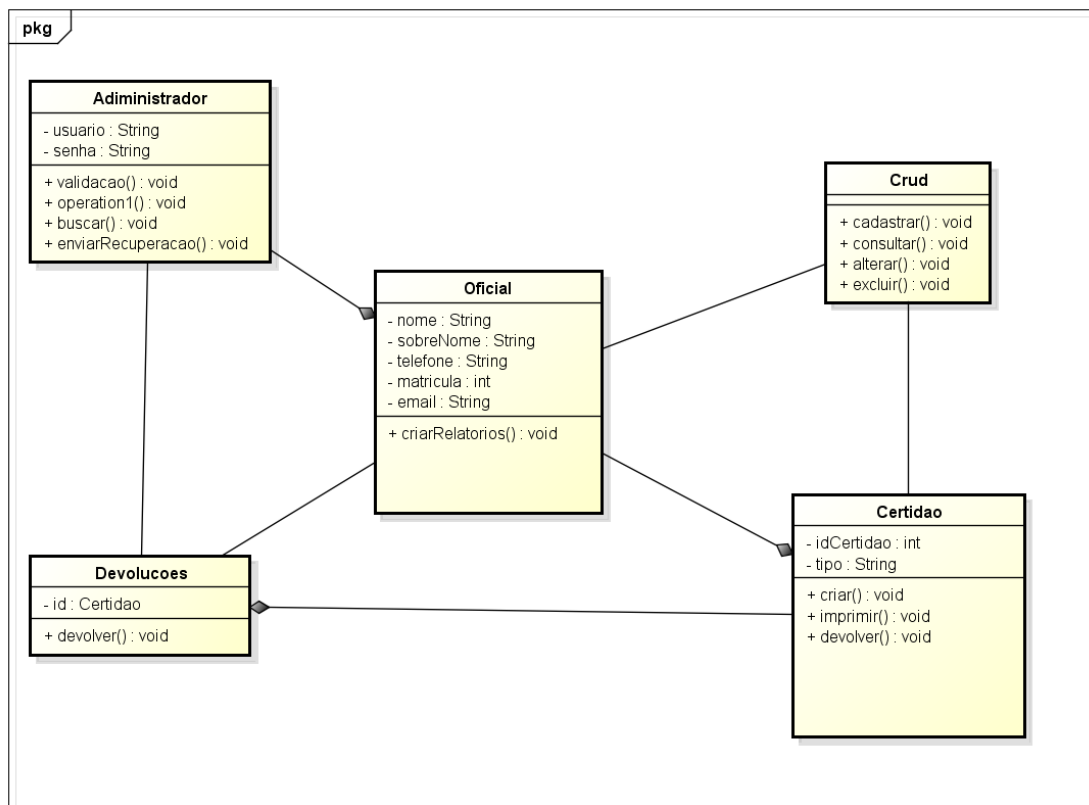 pkg
Adiministrador
- usuario : String
- senha : String
+ validacao() : void
+ operation1() : void
+ buscar() : void
+ enviarRecuperacao() : void
Crud
+ cadastrar() : void
+ consultar() : void
+ alterar() : void
+ excluir() : void
Oficial
- nome : String
- sobreNome : String
- telefone : String
- matricula : int
- email : String
+ criarRelatorios() : void
Certidao
- idCertidao : int
- tipo : String
+ criar() : void
+ imprimir() : void
+ devolver() : void
Devolucoes
- id : Certidao
+ devolver() : void